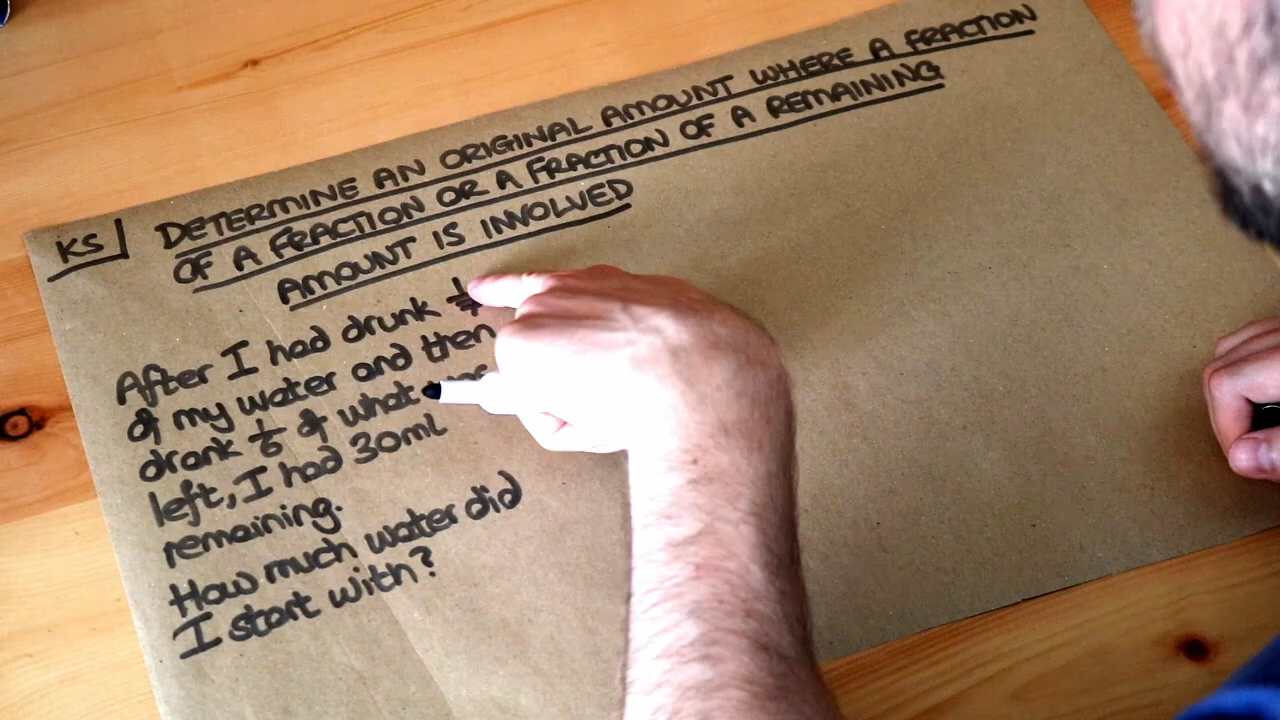 KS
DETERMINE AN ORIGINAL AMOUNT WHERE A FRACTION
OF A FRACTION OR A FRACTION OF A REMAINING
AMOUNT IS INVOLVED
After I had drunk
of my water and then
drank 1/6 of what
left, I had 30ml
remaining.
How much water did
I start with?